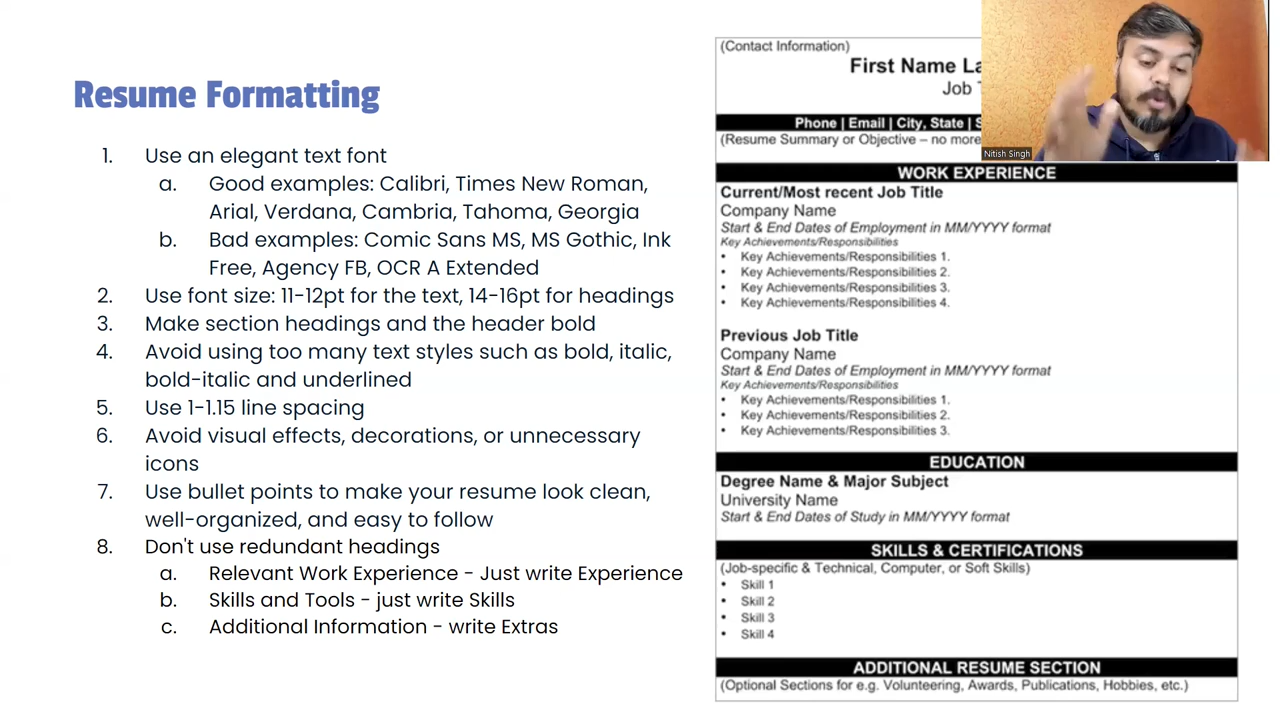 Resume Formatting
1. Use an elegant text font
a. Good examples: Calibri, Times New Roman,
Arial, Verdana, Cambria, Tahoma, Georgia
b. Bad examples: Comic Sans MS, MS Gothic, Ink
Free, Agency FB, OCR A Extended
2. Use font size: 11-12pt for the text, 14-16pt for headings
3. Make section headings and the header bold
4. Avoid using too many text styles such as bold, italic,
bold-italic and underlined
5. Use 1-1.15 line spacing
6. Avoid visual effects, decorations, or unnecessary
icons
7. Use bullet points to make your resume look clean,
well-organized, and easy to follow
8. Don't use redundant headings
a. Relevant Work Experience - Just write Experience
b. Skills and Tools - just write Skills
c. Additional Information - write Extras
(Contact Information)
First Name
Job
Phone | Email | City, State |
(Resume Summary or Objective – no more
WORK EXPERIENCE
Current/Most recent Job Title
Company Name
Start & End Dates of Employment in MM/YYYY format
Key Achievements/Responsibilities
• Key Achievements/Responsibilities 1.
• Key Achievements/Responsibilities 2.
• Key Achievements/Responsibilities 3.
• Key Achievements/Responsibilities 4.
Previous Job Title
Company Name
Start & End Dates of Employment in MM/YYYY format
Key Achievements/Responsibilities
• Key Achievements/Responsibilities 1.
• Key Achievements/Responsibilities 2.
• Key Achievements/Responsibilities 3.
EDUCATION
Degree Name & Major Subject
University Name
Start & End Dates of Study in MM/YYYY format
SKILLS & CERTIFICATIONS
(Job-specific & Technical, Computer, or Soft Skills)
• Skill 1
• Skill 2
• Skill 3
• Skill 4
ADDITIONAL RESUME SECTION
(Optional Sections for e.g. Volunteering, Awards, Publications, Hobbies, etc.)
Nitish Singh